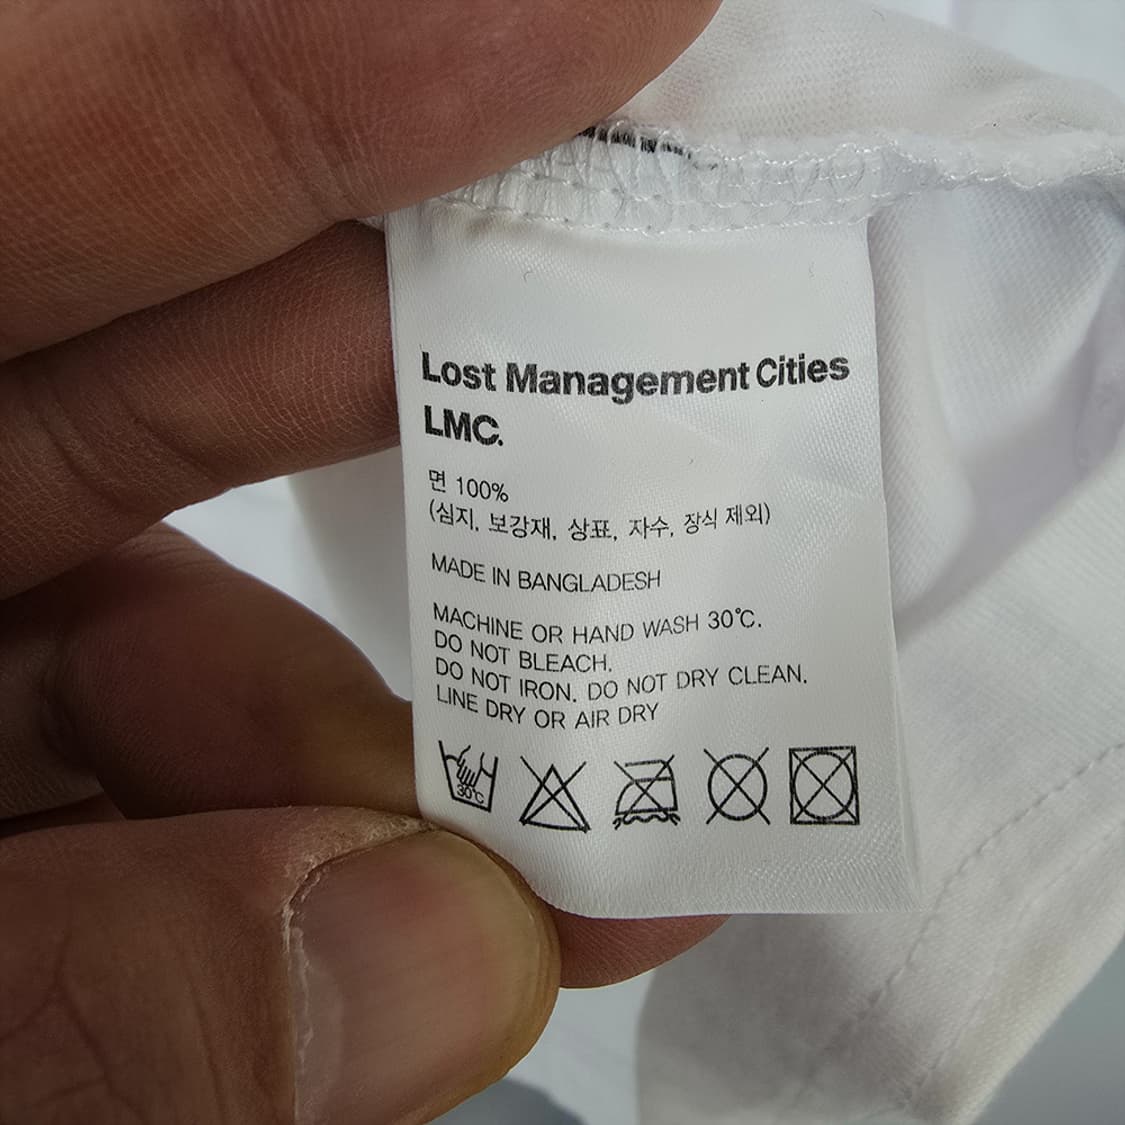 Lost Management Cities
LMC.
면 100%
(심지, 보강재, 상표, 자수, 장식 제외)
MADE IN BANGLADESH
MACHINE OR HAND WASH 30℃.
DO NOT BLEACH.
DO NOT IRON. DO NOT DRY CLEAN.
LINE DRY OR AIR DRY
30℃